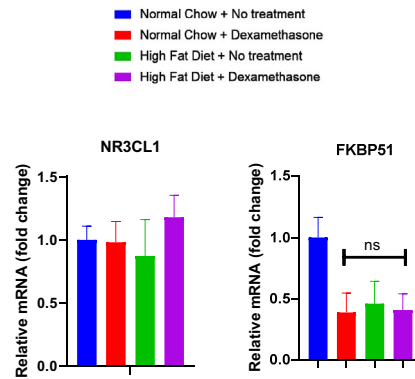 Normal Chow + No treatment
Normal Chow + Dexamethasone
High Fat Diet + No treatment
High Fat Diet + Dexamethasone
NR3CL1
Relative mRNA (fold change)
1.5
1.0
0.5
0.0
FKBP51
Relative mRNA (fold change)
1.5
1.0
0.5
0.0
ns